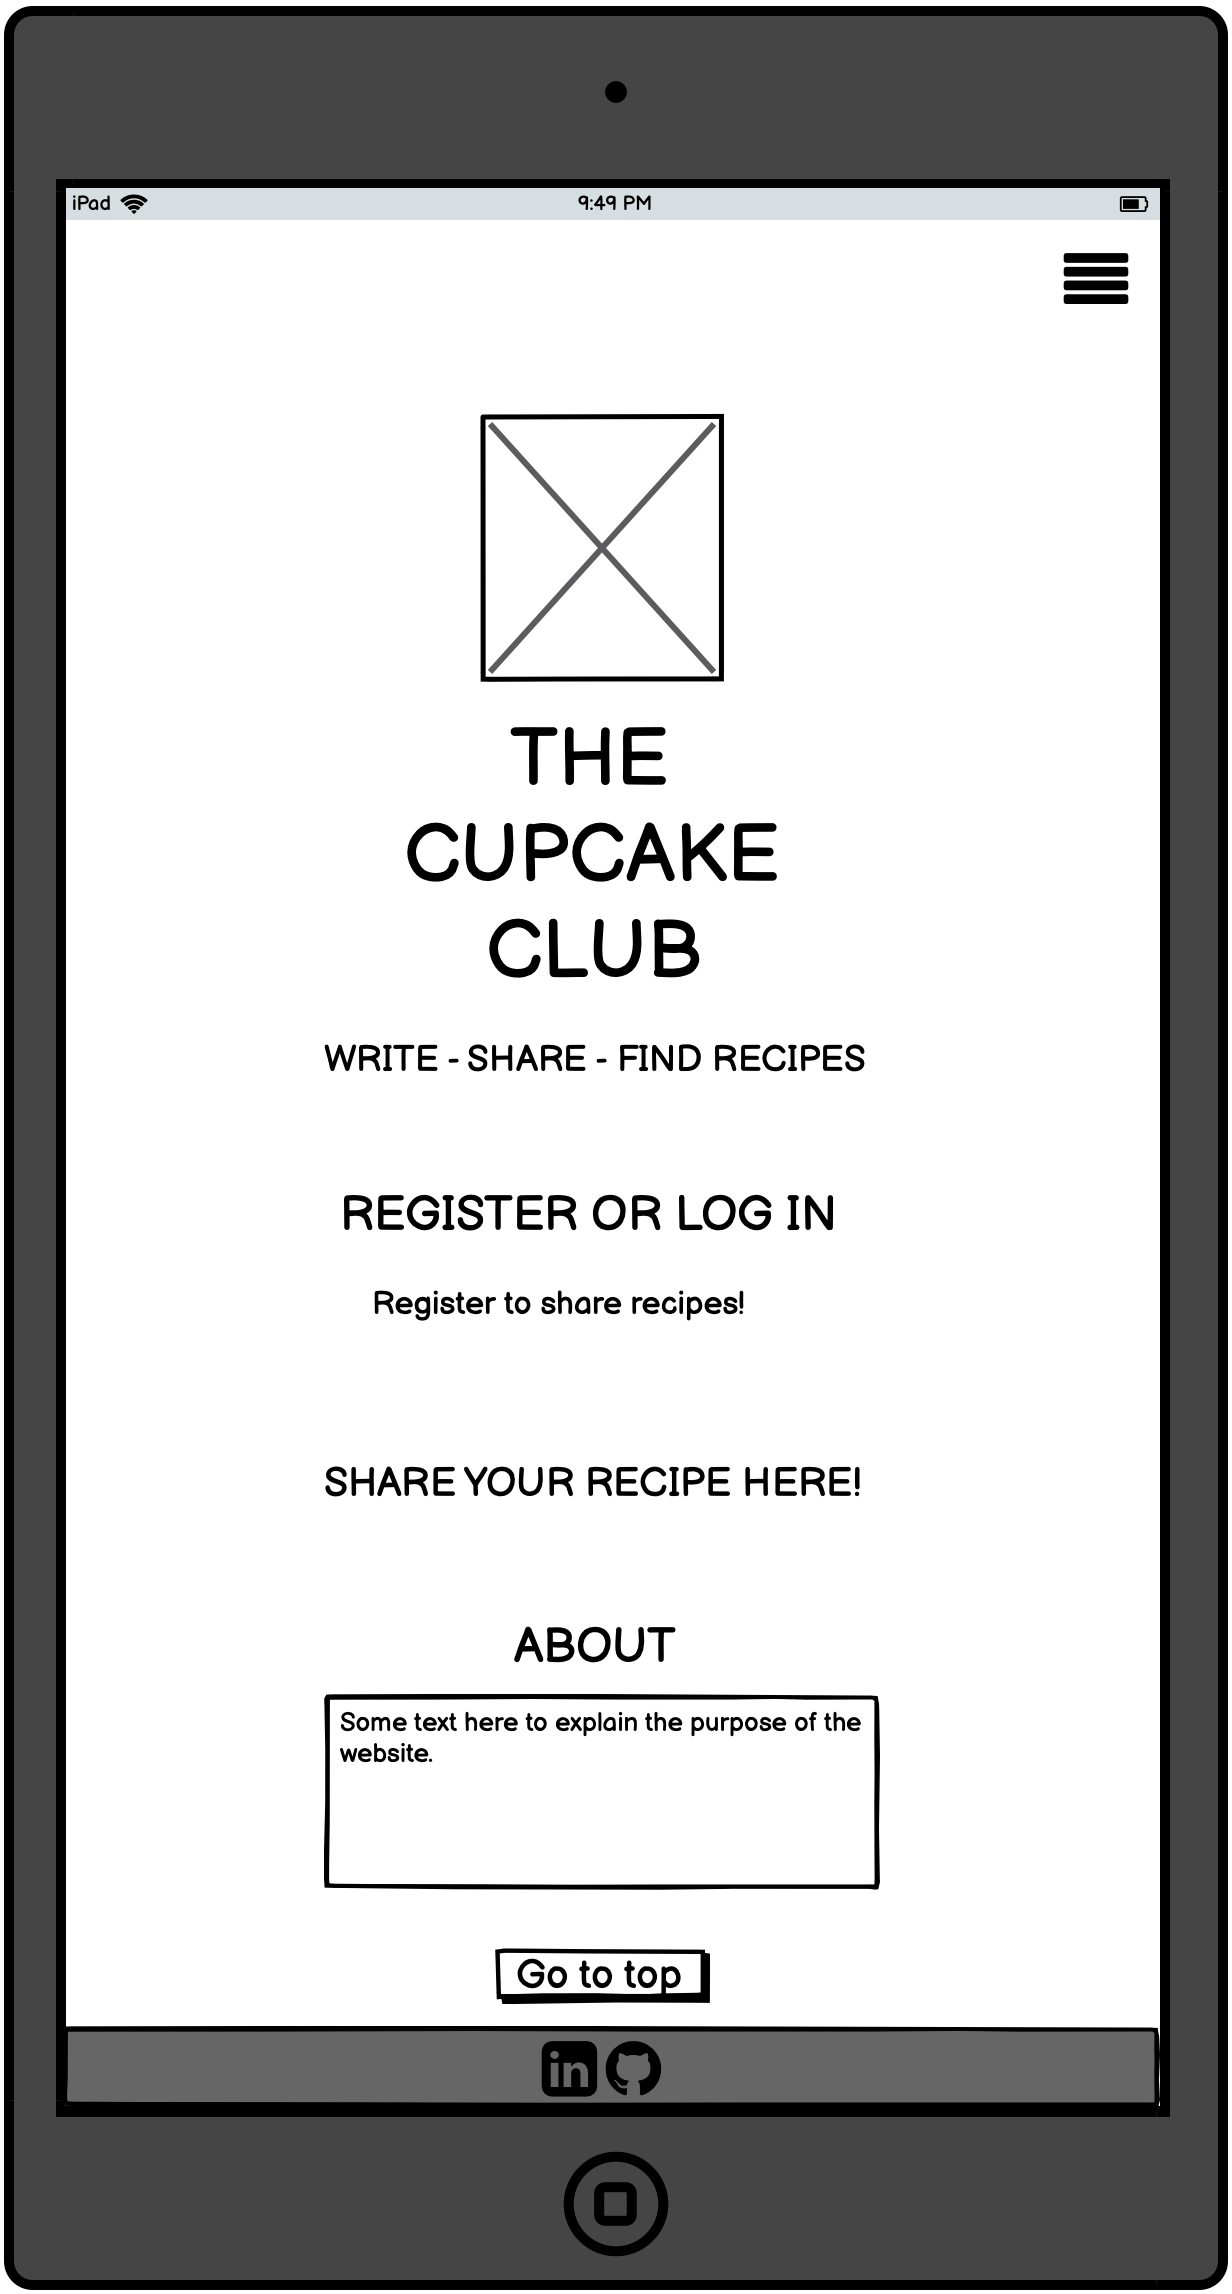 iPad
9:49 PM
THE
CUPCAKE
CLUB
WRITE - SHARE - FIND RECIPES
REGISTER OR LOG IN
Register to share recipes!
SHARE YOUR RECIPE HERE!
ABOUT
Some text here to explain the purpose of the
website.
Go to top
in